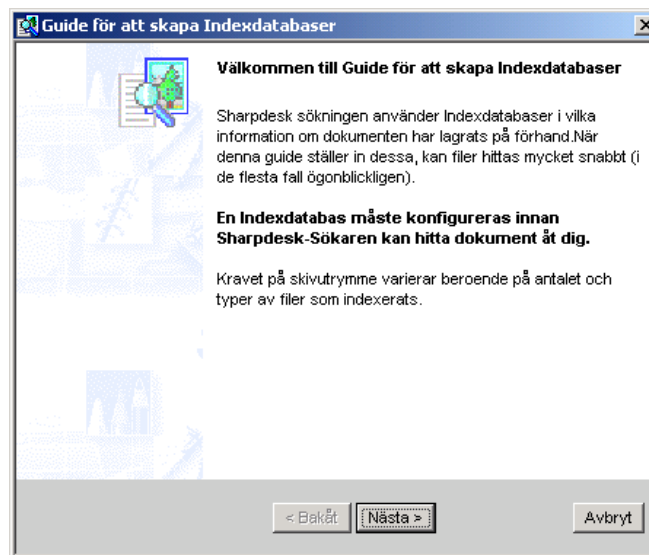 Guide för att skapa Indexdatabaser
Välkommen till Guide för att skapa Indexdatabaser
Sharpdesk sökningen använder Indexdatabaser i vilka
information om dokumenten har lagrats på förhand.När
denna guide ställer in dessa, kan filer hittas mycket snabbt (i
de flesta fall ögonblickligen).
En Indexdatabas måste konfigureras innan
Sharpdesk-Sökaren kan hitta dokument åt dig.
Kravet på skivutrymme varierar beroende på antalet och
typer av filer som indexerats.
< Bakåt Nästa > Avbryt